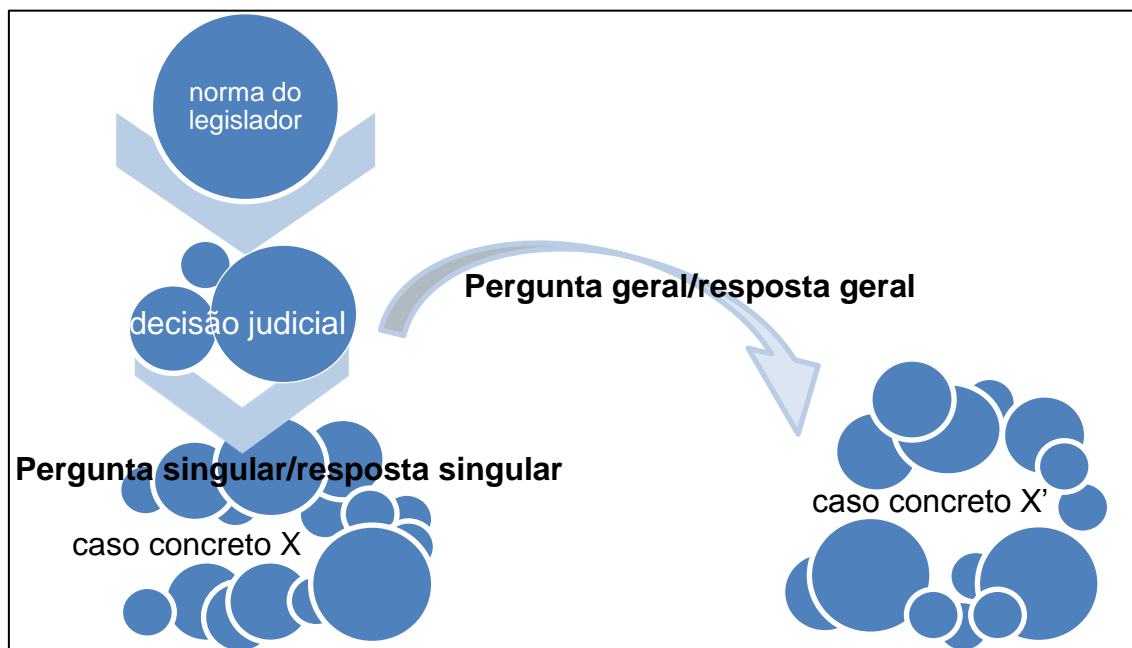 norma do
legislador
decisão judicial
Pergunta geral/resposta geral
Pergunta singular/resposta singular
caso concreto X
caso concreto X’